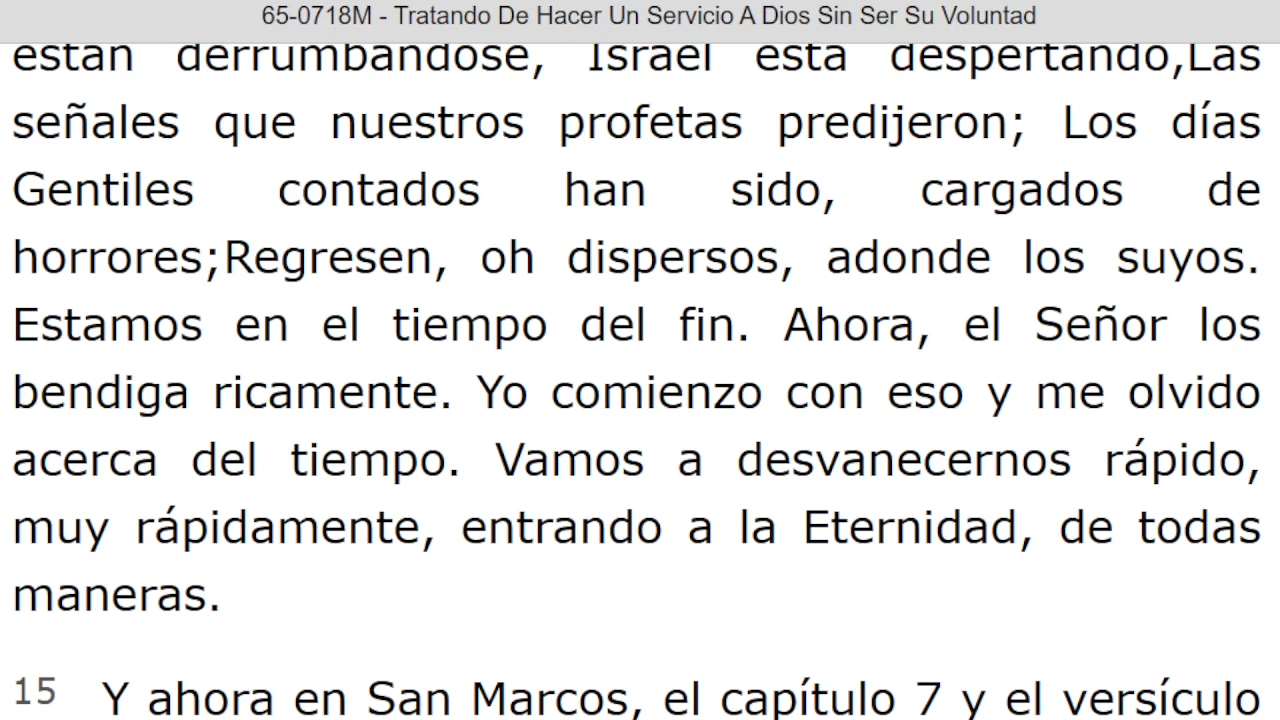 65-0718M - Tratando De Hacer Un Servicio A Dios Sin Ser Su Voluntad
están derrumbándose, Israel está despertando,Las
señales que nuestros profetas predijeron; Los días
Gentiles contados han sido, cargados de
horrores;Regresen, oh dispersos, adonde los suyos.
Estamos en el tiempo del fin. Ahora, el Señor los
bendiga ricamente. Yo comienzo con eso y me olvido
acerca del tiempo. Vamos a desvanecernos rápido,
muy rápidamente, entrando a la Eternidad, de todas
maneras.
15 Y ahora en San Marcos, el capítulo 7 y el versículo